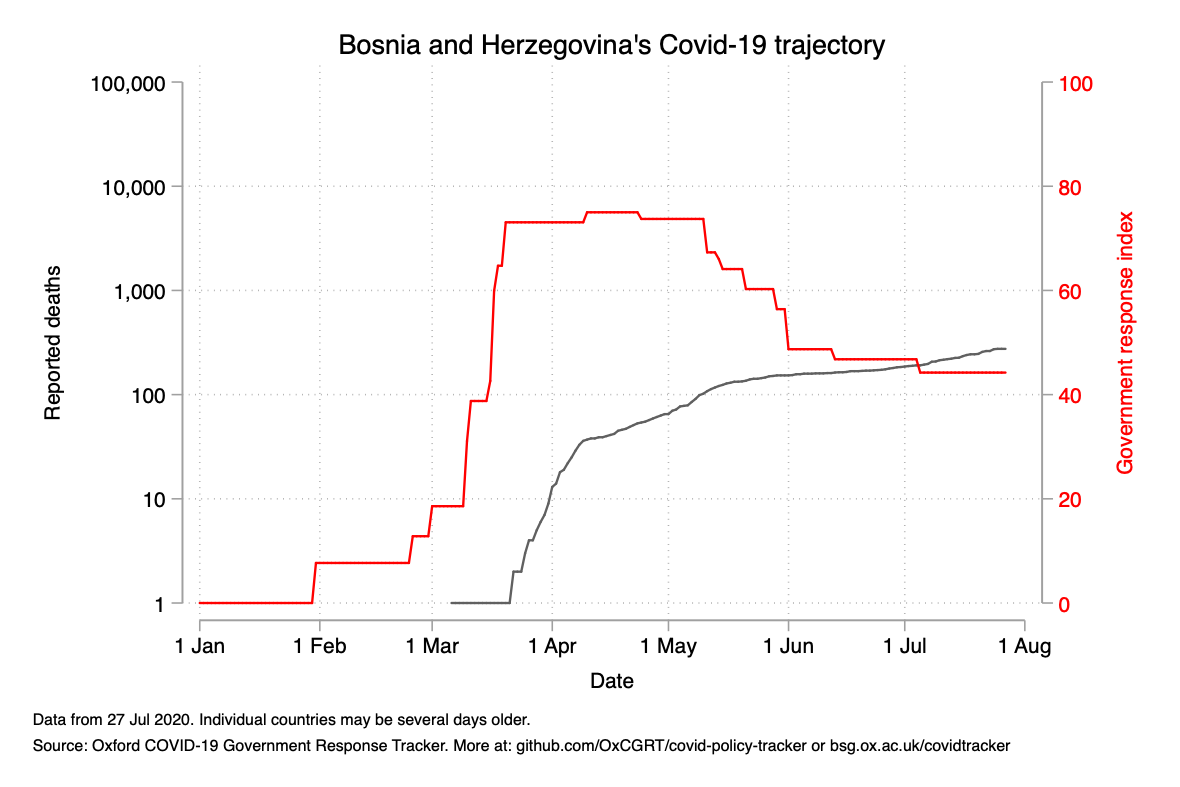 Bosnia and Herzegovina's Covid-19 trajectory
100,000
10,000
1,000
100
10
1
Reported deaths
100
80
60
40
20
0
Government response index
1 Jan 1 Feb 1 Mar 1 Apr 1 May 1 Jun 1 Jul 1 Aug
Date
Data from 27 Jul 2020. Individual countries may be several days older.
Source: Oxford COVID-19 Government Response Tracker. More at: github.com/OxCGRT/covid-policy-tracker or bsg.ox.ac.uk/covidtracker